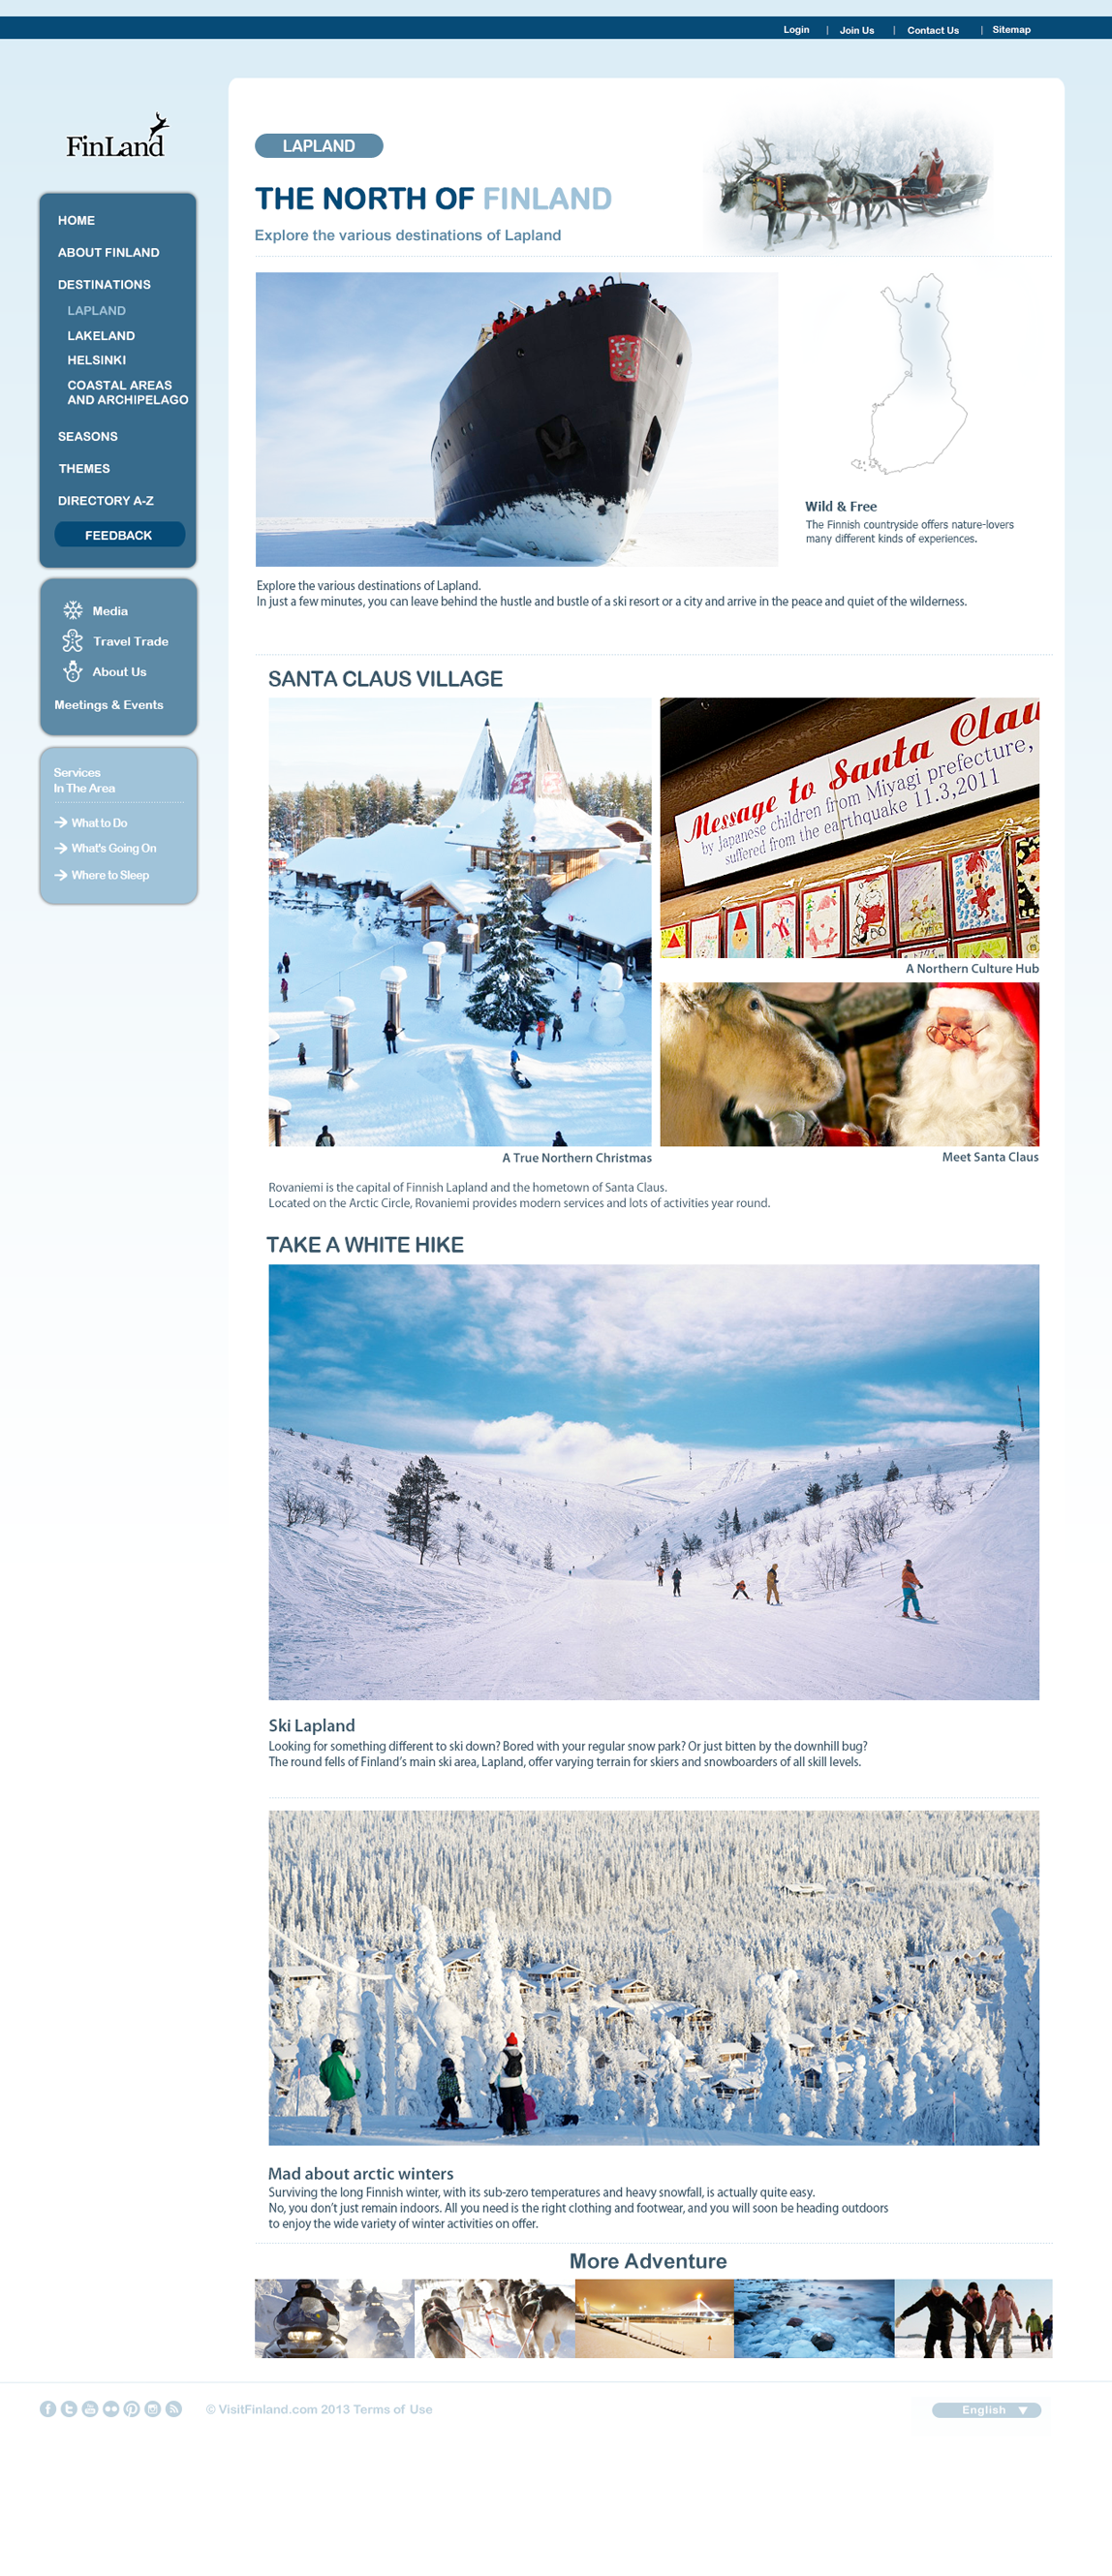 Login | Join Us | Contact Us | Sitemap
FinLand
HOME
ABOUT FINLAND
DESTINATIONS
LAPLAND
LAKELAND
HELSINKI
COASTAL AREAS
AND ARCHIPELAGO
SEASONS
THEMES
DIRECTORY A-Z
FEEDBACK
Media
Travel Trade
About Us
Meetings & Events
Services
In The Area
What to Do
What's Going On
Where to Sleep
LAPLAND
THE NORTH OF FINLAND
Explore the various destinations of Lapland
Wild & Free
The Finnish countryside offers nature-lovers
many different kinds of experiences.
Explore the various destinations of Lapland.
In just a few minutes, you can leave behind the hustle and bustle of a ski resort or a city and arrive in the peace and quiet of the wilderness.
SANTA CLAUS VILLAGE
Message to Santa Clau
by Japanese children from Miyagi prefecture,
suffered from the earthquake 11.3,2011
A Northern Culture Hub
A True Northern Christmas
Meet Santa Claus
Rovaniemi is the capital of Finnish Lapland and the hometown of Santa Claus.
Located on the Arctic Circle, Rovaniemi provides modern services and lots of activities year round.
TAKE A WHITE HIKE
Ski Lapland
Looking for something different to ski down? Bored with your regular snow park? Or just bitten by the downhill bug?
The round fells of Finland's main ski area, Lapland, offer varying terrain for skiers and snowboarders of all skill levels.
Mad about arctic winters
Surviving the long Finnish winter, with its sub-zero temperatures and heavy snowfall, is actually quite easy.
No, you don't just remain indoors. All you need is the right clothing and footwear, and you will soon be heading outdoors
to enjoy the wide variety of winter activities on offer.
More Adventure
© VisitFinland.com 2013 Terms of Use
English